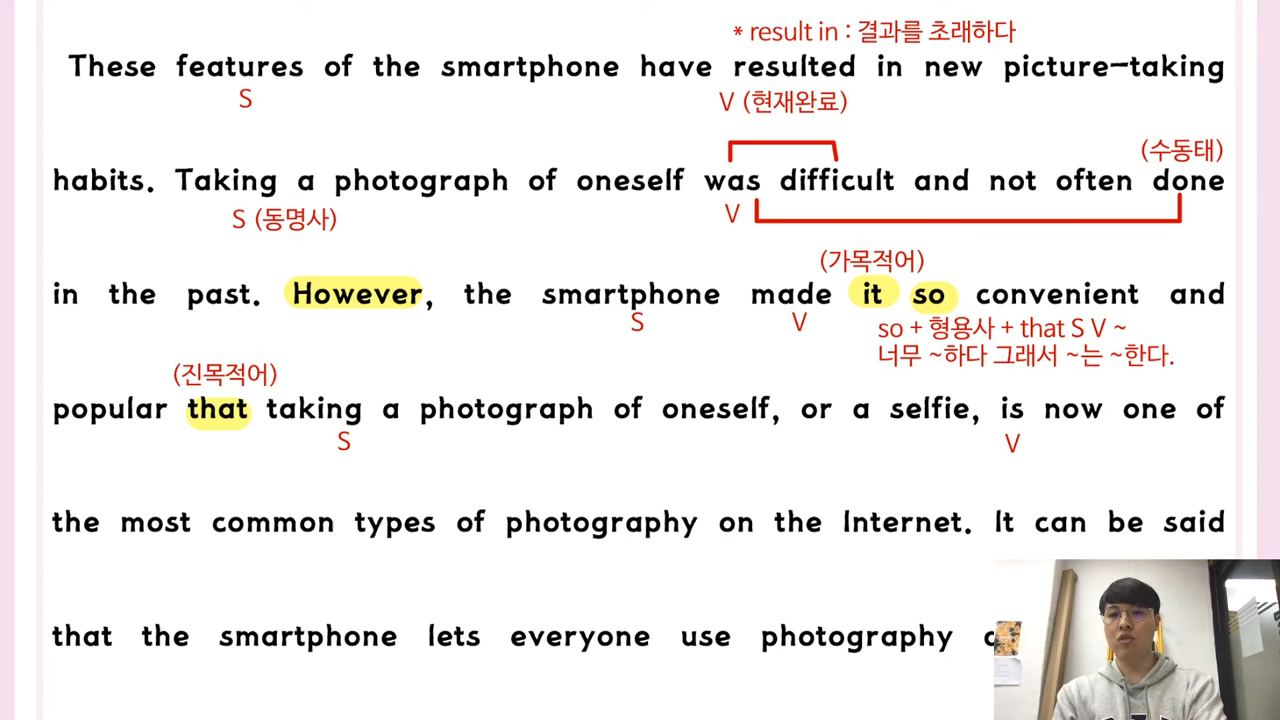 * result in : 결과를 초래하다
These features of the smartphone have resulted in new picture-taking
S V (현재완료)
(수동태)
habits. Taking a photograph of oneself was difficult and not often done
S (동명사) V
(가목적어)
in the past. However, the smartphone made it so convenient and
S V so + 형용사 + that S V ~
너무 ~하다 그래서 ~는 ~한다.
(진목적어)
popular that taking a photograph of oneself, or a selfie, is now one of
S V
the most common types of photography on the Internet. It can be said
that the smartphone lets everyone use photography